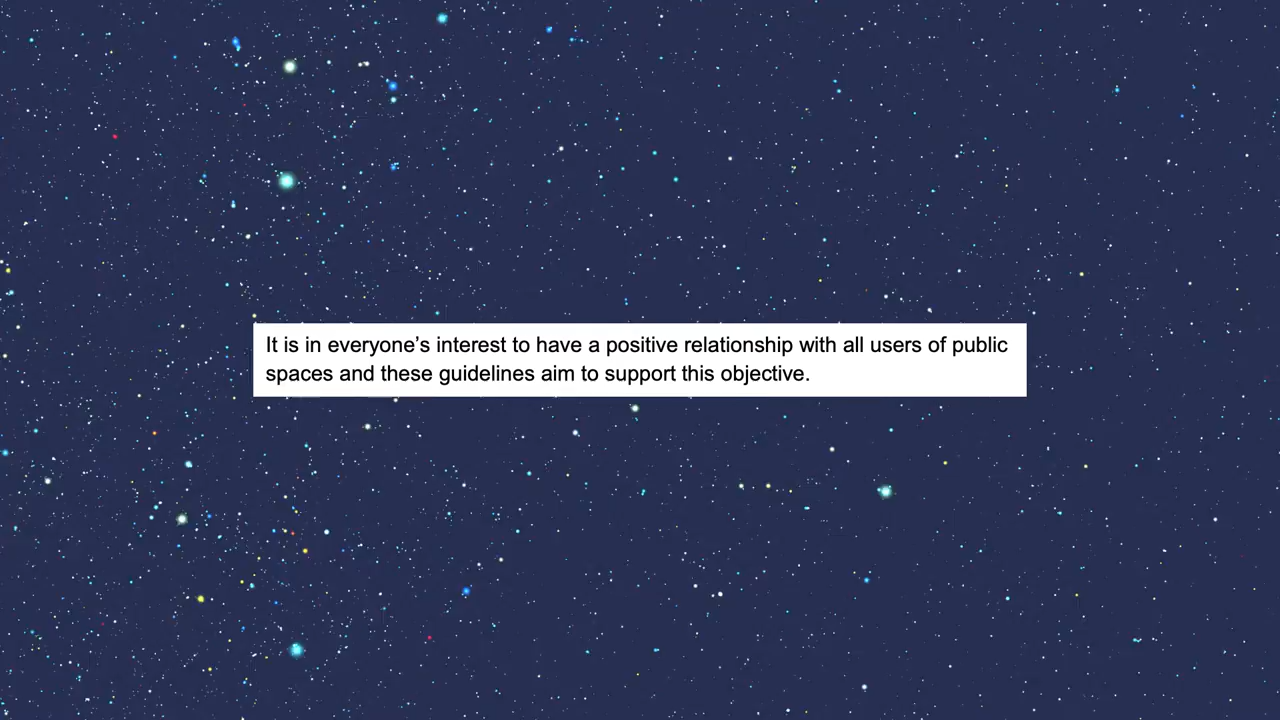 It is in everyone’s interest to have a positive relationship with all users of public
spaces and these guidelines aim to support this objective.